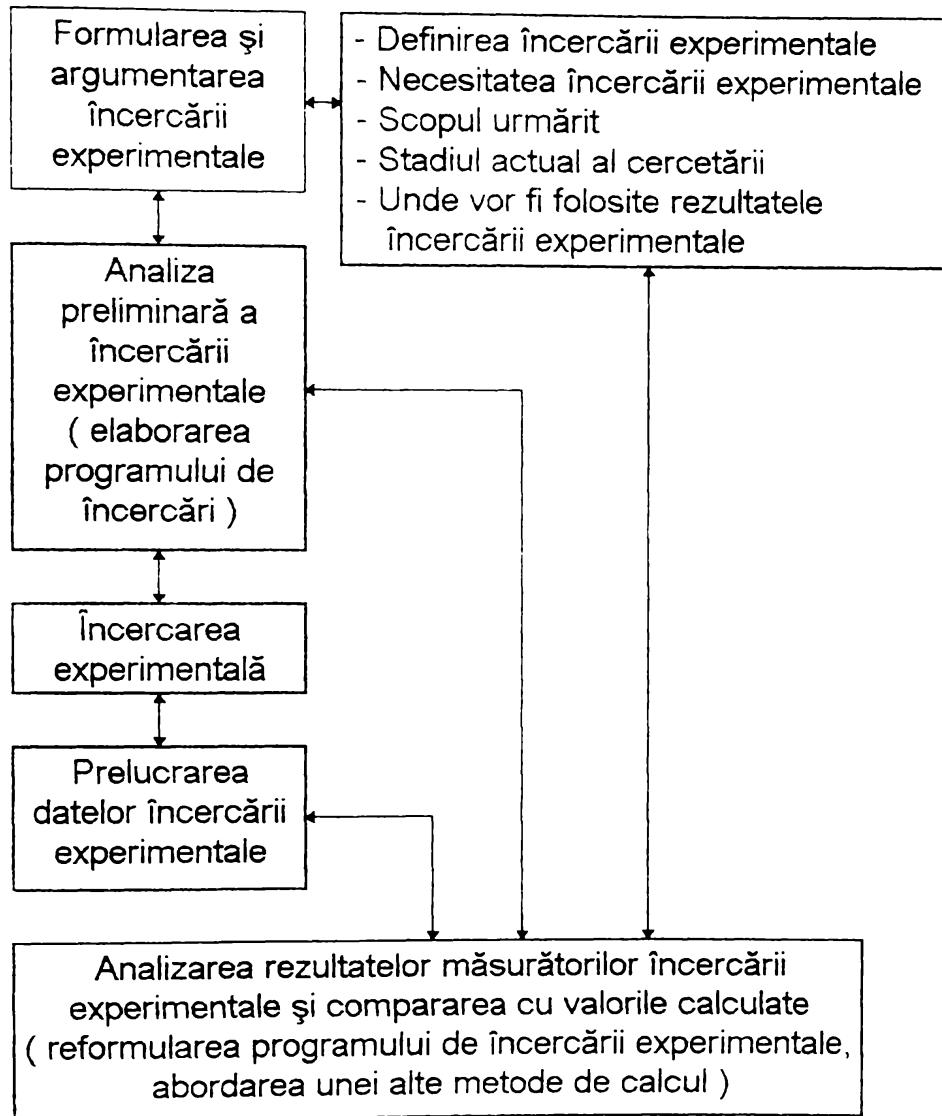 Formularea şi
argumentarea
încercării
experimentale
- Definirea încercării experimentale
- Necesitatea încercării experimentale
- Scopul urmărit
- Stadiul actual al cercetării
- Unde vor fi folosite rezultatele
încercării experimentale
Analiza
preliminară a
încercării
experimentale
( elaborarea
programului de
încercări )
Încercarea
experimentală
Prelucrarea
datelor încercării
experimentale
Analizarea rezultatelor măsurătorilor încercării
experimentale şi compararea cu valorile calculate
( reformularea programului de încercării experimentale,
abordarea unei alte metode de calcul )